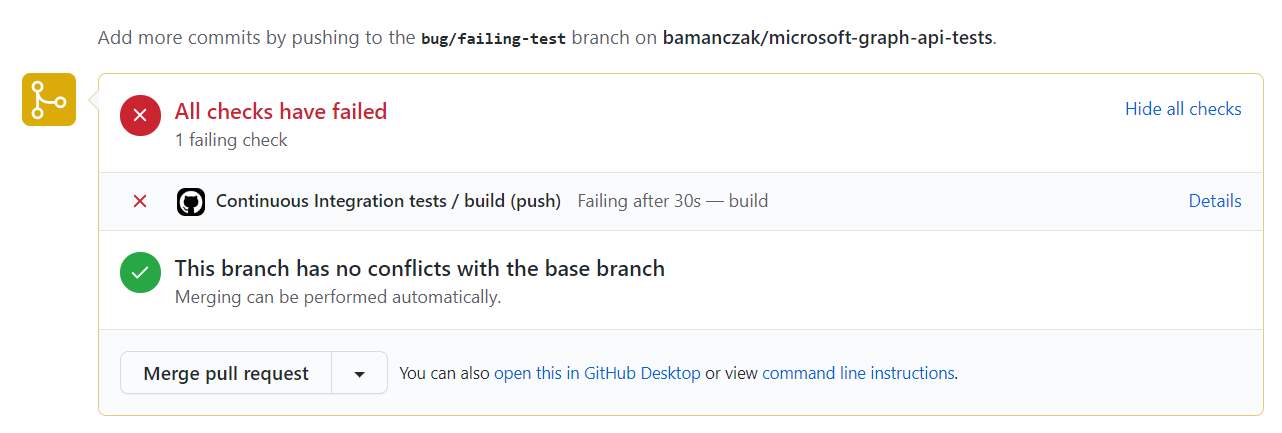 Add more commits by pushing to the bug/failing-test branch on bamanczak/microsoft-graph-api-tests.
All checks have failed
Hide all checks
1 failing check
Continuous Integration tests / build (push) Failing after 30s — build
Details
This branch has no conflicts with the base branch
Merging can be performed automatically.
Merge pull request
You can also open this in GitHub Desktop or view command line instructions.